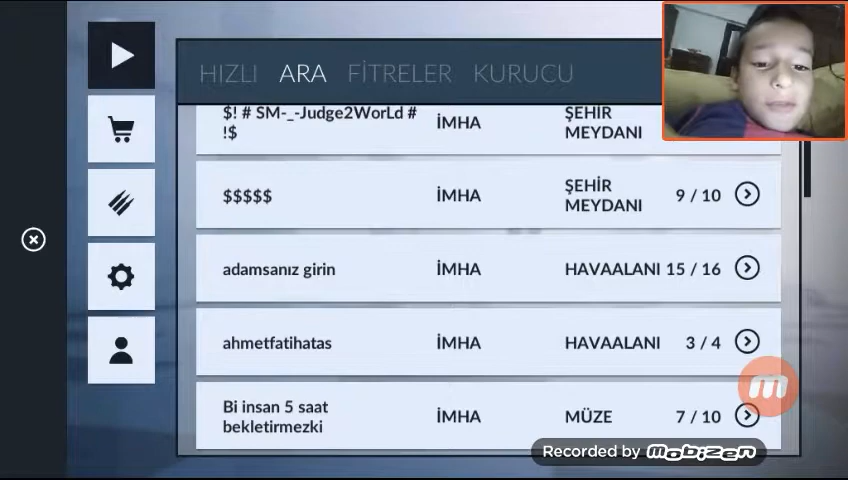 HIZLI ARA FİTRELER KURUCU
$! # SM-_-Judge2WorLd # İMHA ŞEHİR
!$ MEYDANI
$$$$$ İMHA ŞEHİR
MEYDANI 9 / 10
adamsanız girin İMHA HAVAALANI 15 / 16
ahmetfatihatas İMHA HAVAALANI 3 / 4
Bi insan 5 saat
bekletirmezki İMHA MÜZE 7 / 10
Recorded by mobizen